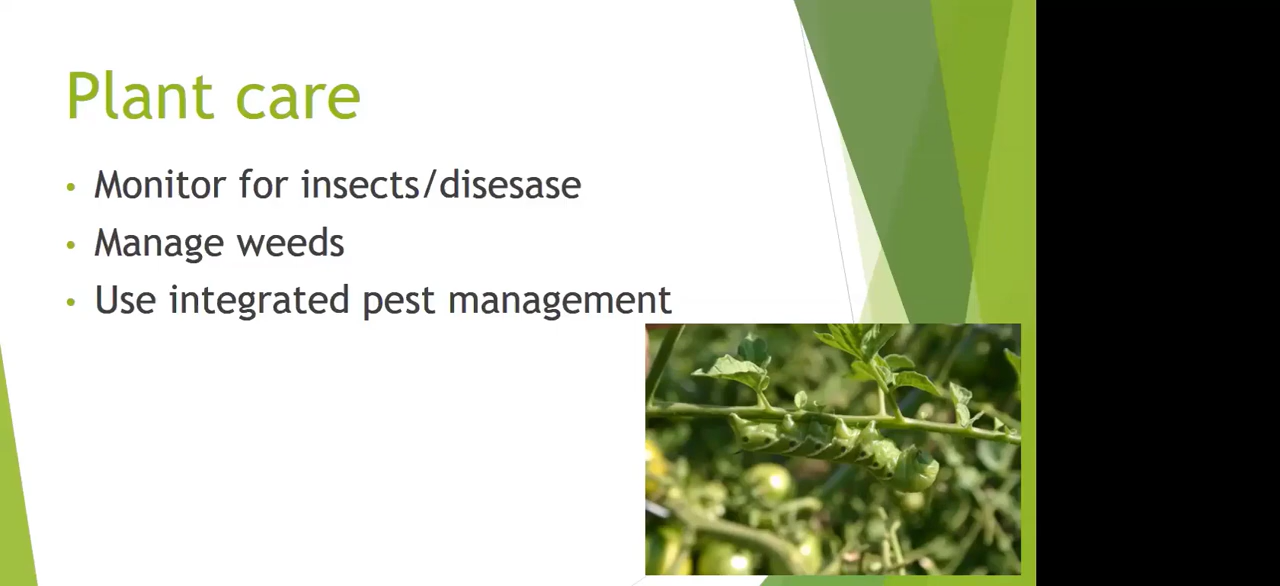 Plant care
• Monitor for insects/disesase
• Manage weeds
• Use integrated pest management